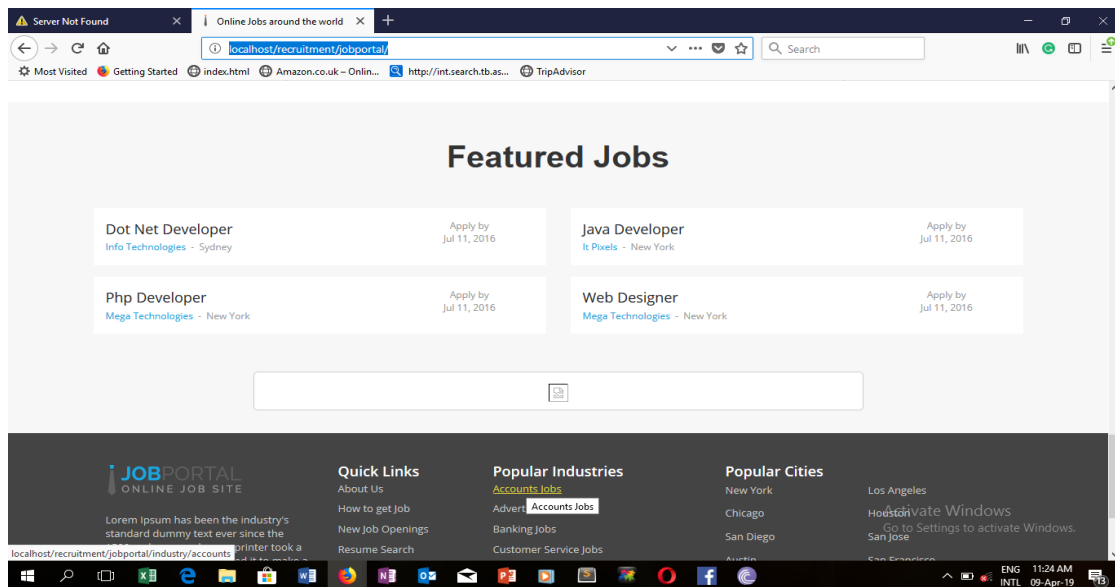 Server Not Found
Online Jobs around the world
localhost/recruitment/jobportal/
Search
Most Visited
Getting Started
index.html
Amazon.co.uk – Onlin...
http://int.search.tb.as...
TripAdvisor
Featured Jobs
Dot Net Developer
Info Technologies - Sydney
Apply by
Jul 11, 2016
Java Developer
It Pixels - New York
Apply by
Jul 11, 2016
Php Developer
Mega Technologies - New York
Apply by
Jul 11, 2016
Web Designer
Mega Technologies - New York
Apply by
Jul 11, 2016
JOBPORTAL
ONLINE JOB SITE
Lorem Ipsum has been the industry's
standard dummy text ever since the
printer took a
Quick Links
About Us
How to get Job
New Job Openings
Resume Search
Popular Industries
Accounts Jobs
Advert
Accounts Jobs
Banking Jobs
Customer Service Jobs
Popular Cities
New York
Chicago
San Diego
Austin
Los Angeles
Houston
San Jose
San Francisco
Activate Windows
Go to Settings to activate Windows.
localhost/recruitment/jobportal/industry/accounts
ENG
INTL
11:24 AM
09-Apr-19